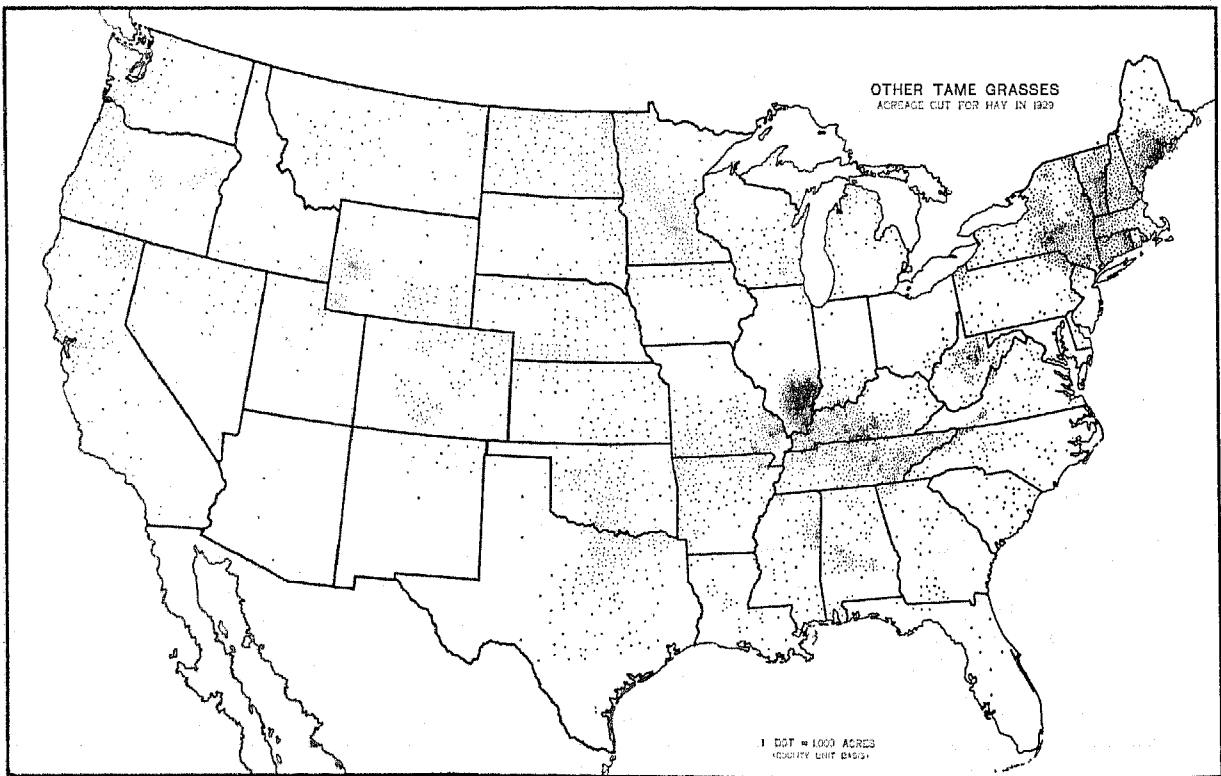 OTHER TAME GRASSES
ACREAGE CUT FOR HAY IN 1929
1 DOT = 1,000 ACRES
(COUNTY UNIT BASIS)